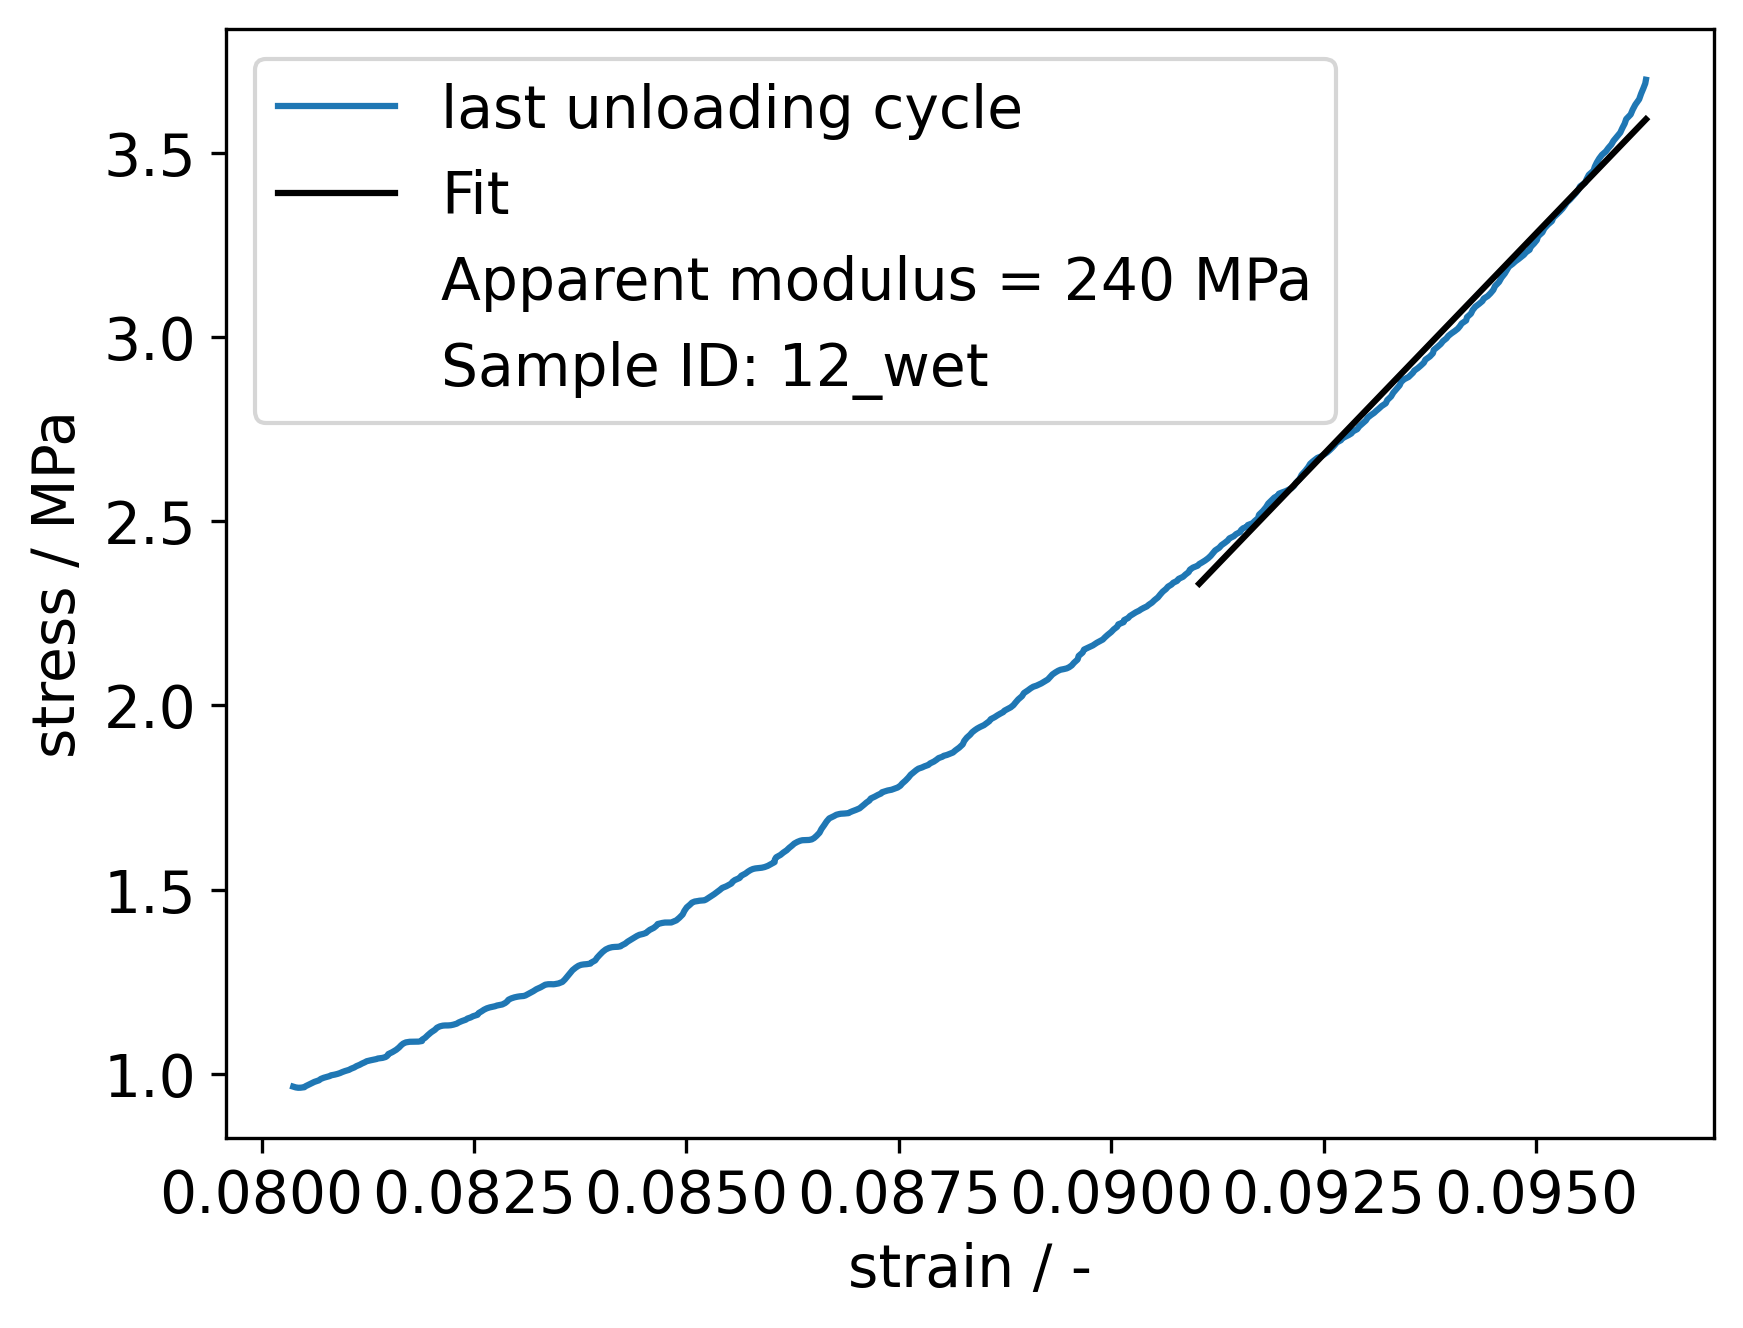 last unloading cycle
Fit
Apparent modulus = 240 MPa
Sample ID: 12_wet
3.5
3.0
2.5
2.0
1.5
1.0
stress / MPa
0.0800 0.0825 0.0850 0.0875 0.0900 0.0925 0.0950
strain / -